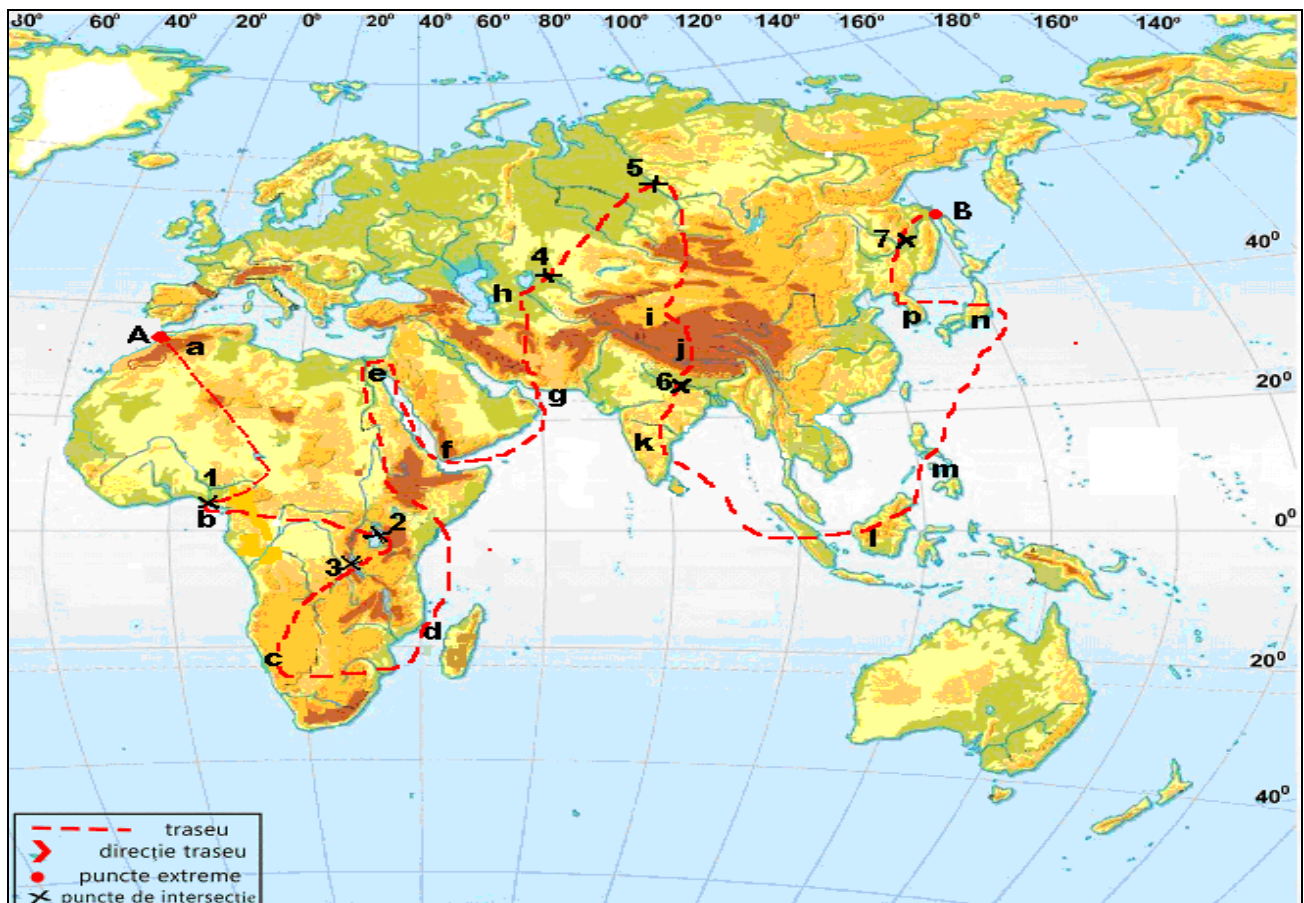 80° 60° 40° 20° 0° 20° 40° 60° 80° 100° 120° 140° 160° 180° 160° 140°
5
B
7
40°
4
h
A
a
p
n
i
j
e
6
20°
g
k
f
1
m
b
2
0°
l
3
d
c
20°
40°
traseu
direcție traseu
puncte extreme
puncte de intersecție